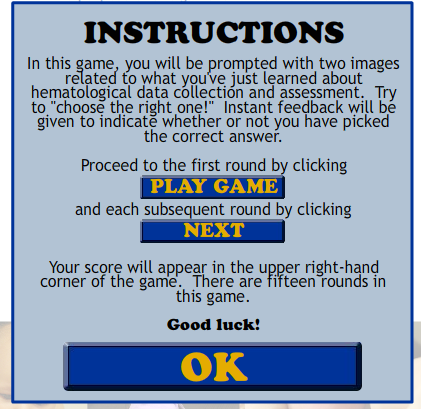 INSTRUCTIONS
In this game, you will be prompted with two images
related to what you've just learned about
hematological data collection and assessment.  Try
to "choose the right one!"  Instant feedback will be
given to indicate whether or not you have picked
the correct answer.
Proceed to the first round by clicking
PLAY GAME
and each subsequent round by clicking
NEXT
Your score will appear in the upper right-hand
corner of the game.  There are fifteen rounds in
this game.
Good luck!
OK